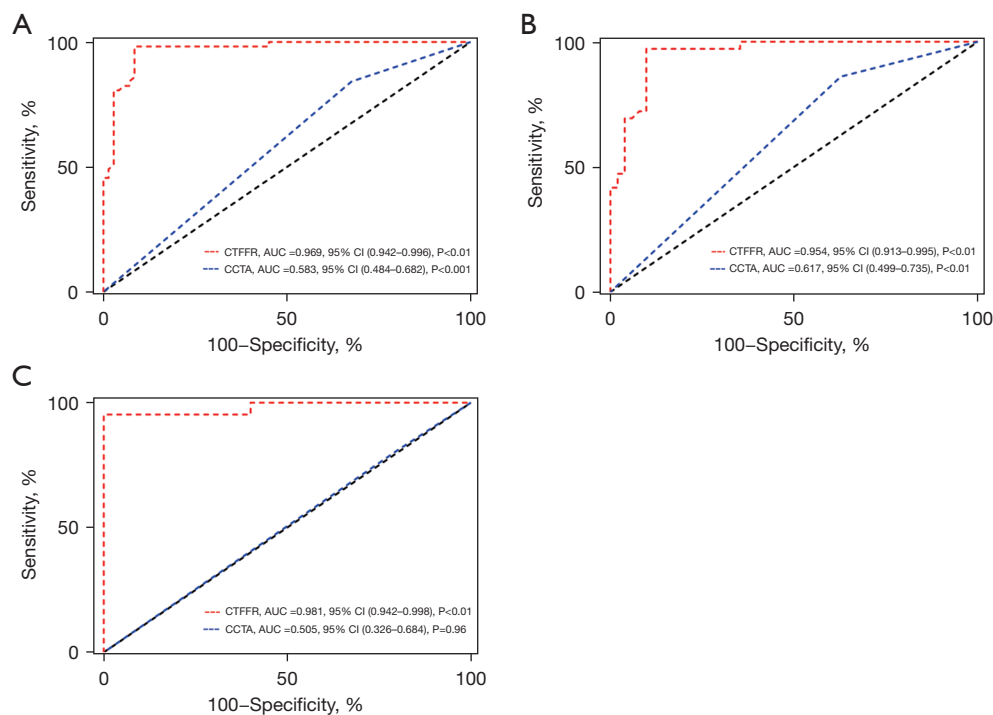 A
100
50
0
Sensitivity, %
CTFFR, AUC =0.969, 95% CI (0.942–0.996), P<0.01
CCTA, AUC =0.583, 95% CI (0.484–0.682), P<0.001
0
50
100
100–Specificity, %
B
100
50
0
Sensitivity, %
CTFFR, AUC =0.954, 95% CI (0.913–0.995), P<0.01
CCTA, AUC =0.617, 95% CI (0.499–0.735), P<0.01
0
50
100
100–Specificity, %
C
100
50
0
Sensitivity, %
CTFFR, AUC =0.981, 95% CI (0.942–0.998), P<0.01
CCTA, AUC =0.505, 95% CI (0.326–0.684), P=0.96
0
50
100
100–Specificity, %